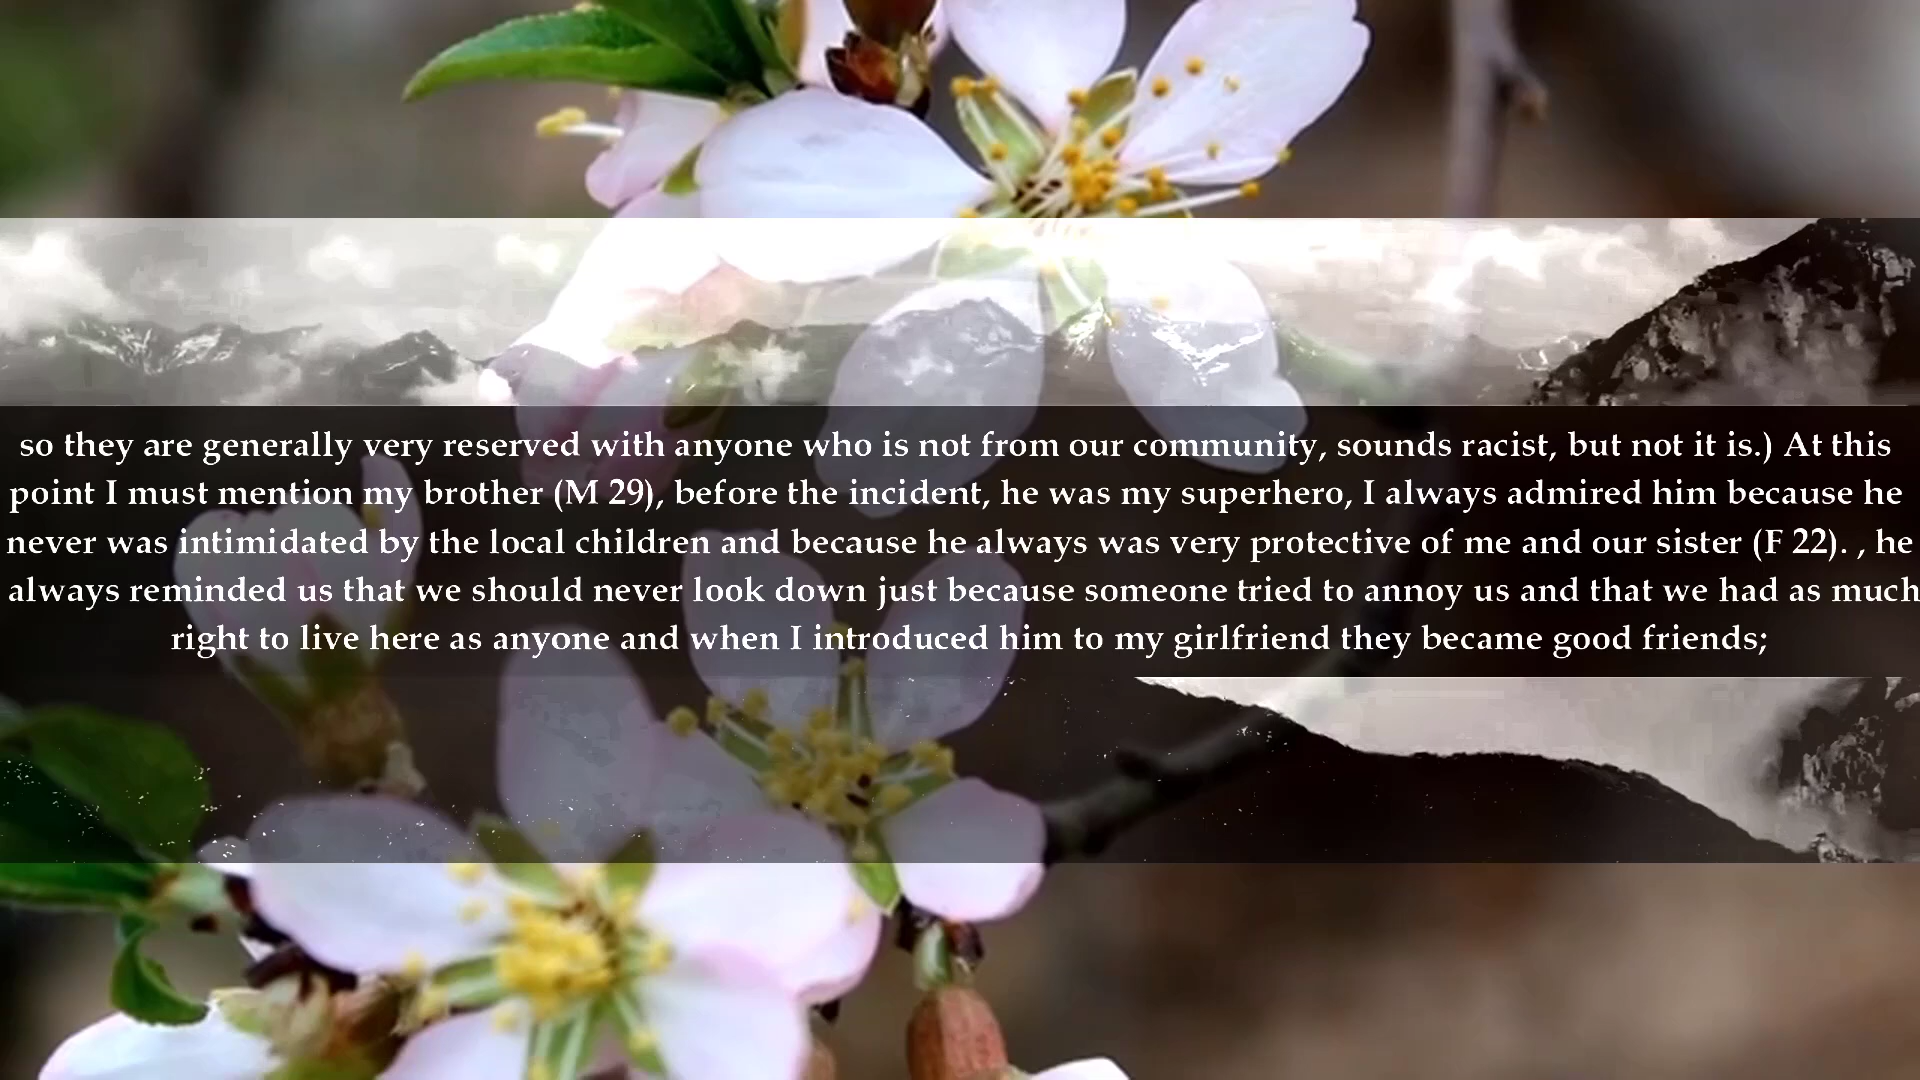 so they are generally very reserved with anyone who is not from our community, sounds racist, but not it is.) At this
point I must mention my brother (M 29), before the incident, he was my superhero, I always admired him because he
never was intimidated by the local children and because he always was very protective of me and our sister (F 22). , he
always reminded us that we should never look down just because someone tried to annoy us and that we had as much
right to live here as anyone and when I introduced him to my girlfriend they became good friends;